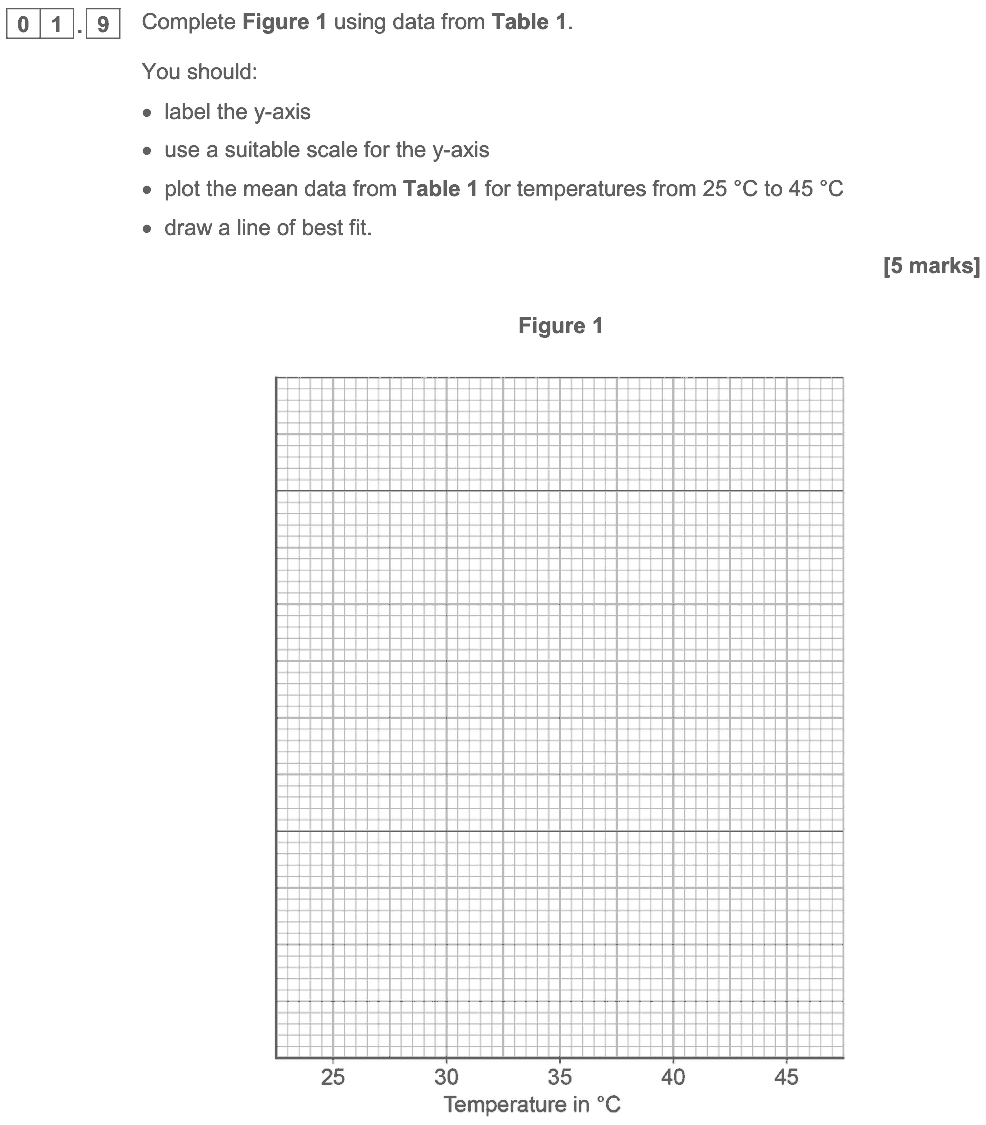 0 1 . 9 Complete Figure 1 using data from Table 1.
You should:
• label the y-axis
• use a suitable scale for the y-axis
• plot the mean data from Table 1 for temperatures from 25 °C to 45 °C
• draw a line of best fit.
[5 marks]
Figure 1
25 30 35 40 45
Temperature in °C